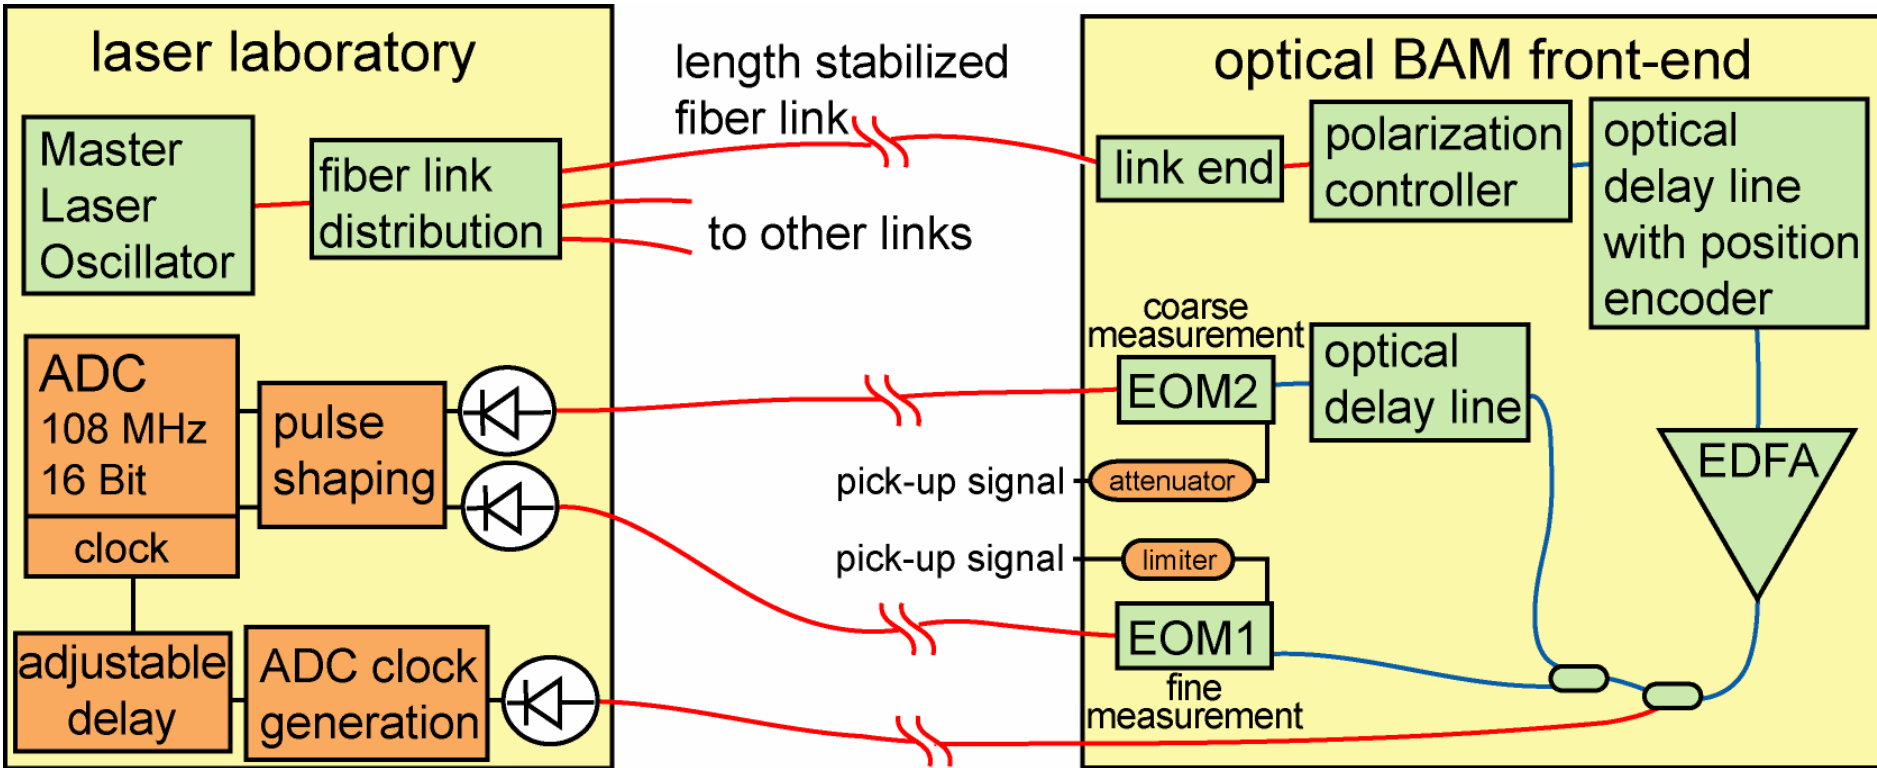 laser laboratory
Master
Laser
Oscillator
fiber link
distribution
length stabilized
fiber link
to other links
optical BAM front-end
link end
polarization
controller
optical
delay line
with position
encoder
coarse
measurement
EOM2
optical
delay line
EDFA
pick-up signal
attenuator
pick-up signal
limiter
EOM1
fine
measurement
ADC
108 MHz
16 Bit
clock
pulse
shaping
adjustable
delay
ADC clock
generation